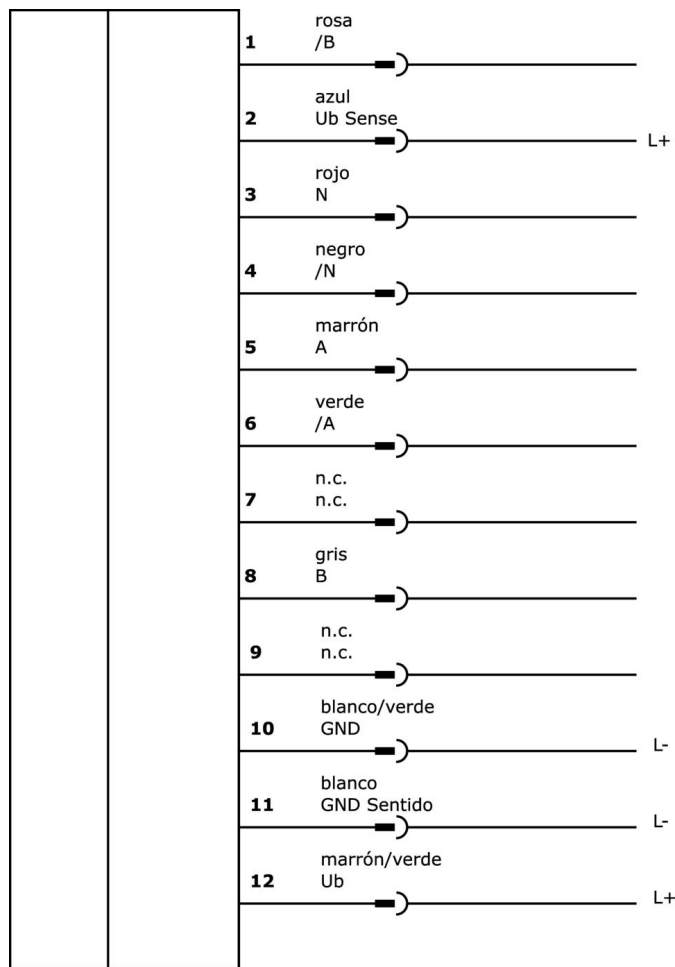 rosa
1 /B
azul
2 Ub Sense
L+
rojo
3 N
negro
4 /N
marrón
5 A
verde
6 /A
n.c.
7 n.c.
gris
8 B
n.c.
9 n.c.
blanco/verde
10 GND
L-
blanco
11 GND Sentido
L-
marrón/verde
12 Ub
L+